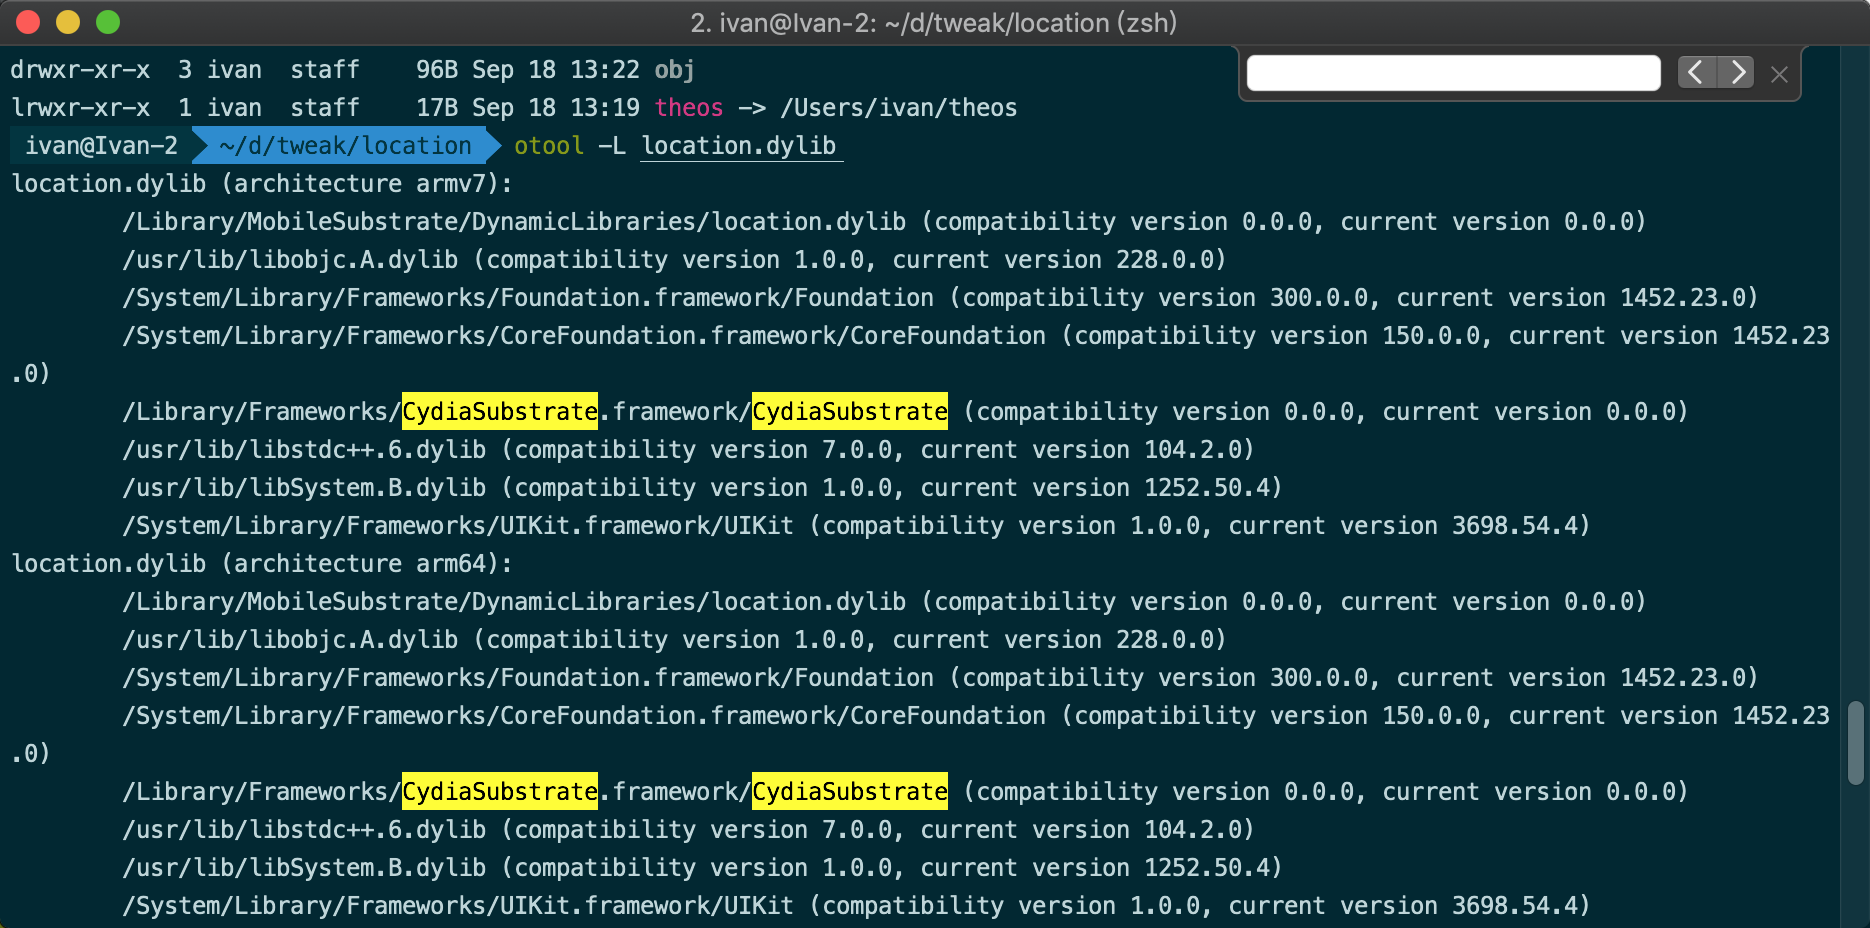 2. ivan@Ivan-2: ~/d/tweak/location (zsh)
drwxr-xr-x  3 ivan  staff    96B Sep 18 13:22 obj
lrwxr-xr-x  1 ivan  staff    17B Sep 18 13:19 theos -> /Users/ivan/theos
ivan@Ivan-2  ~/d/tweak/location  otool -L location.dylib
location.dylib (architecture armv7):
/Library/MobileSubstrate/DynamicLibraries/location.dylib (compatibility version 0.0.0, current version 0.0.0)
/usr/lib/libobjc.A.dylib (compatibility version 1.0.0, current version 228.0.0)
/System/Library/Frameworks/Foundation.framework/Foundation (compatibility version 300.0.0, current version 1452.23.0)
/System/Library/Frameworks/CoreFoundation.framework/CoreFoundation (compatibility version 150.0.0, current version 1452.23
.0)
/Library/Frameworks/CydiaSubstrate.framework/CydiaSubstrate (compatibility version 0.0.0, current version 0.0.0)
/usr/lib/libstdc++.6.dylib (compatibility version 7.0.0, current version 104.2.0)
/usr/lib/libSystem.B.dylib (compatibility version 1.0.0, current version 1252.50.4)
/System/Library/Frameworks/UIKit.framework/UIKit (compatibility version 1.0.0, current version 3698.54.4)
location.dylib (architecture arm64):
/Library/MobileSubstrate/DynamicLibraries/location.dylib (compatibility version 0.0.0, current version 0.0.0)
/usr/lib/libobjc.A.dylib (compatibility version 1.0.0, current version 228.0.0)
/System/Library/Frameworks/Foundation.framework/Foundation (compatibility version 300.0.0, current version 1452.23.0)
/System/Library/Frameworks/CoreFoundation.framework/CoreFoundation (compatibility version 150.0.0, current version 1452.23
.0)
/Library/Frameworks/CydiaSubstrate.framework/CydiaSubstrate (compatibility version 0.0.0, current version 0.0.0)
/usr/lib/libstdc++.6.dylib (compatibility version 7.0.0, current version 104.2.0)
/usr/lib/libSystem.B.dylib (compatibility version 1.0.0, current version 1252.50.4)
/System/Library/Frameworks/UIKit.framework/UIKit (compatibility version 1.0.0, current version 3698.54.4)